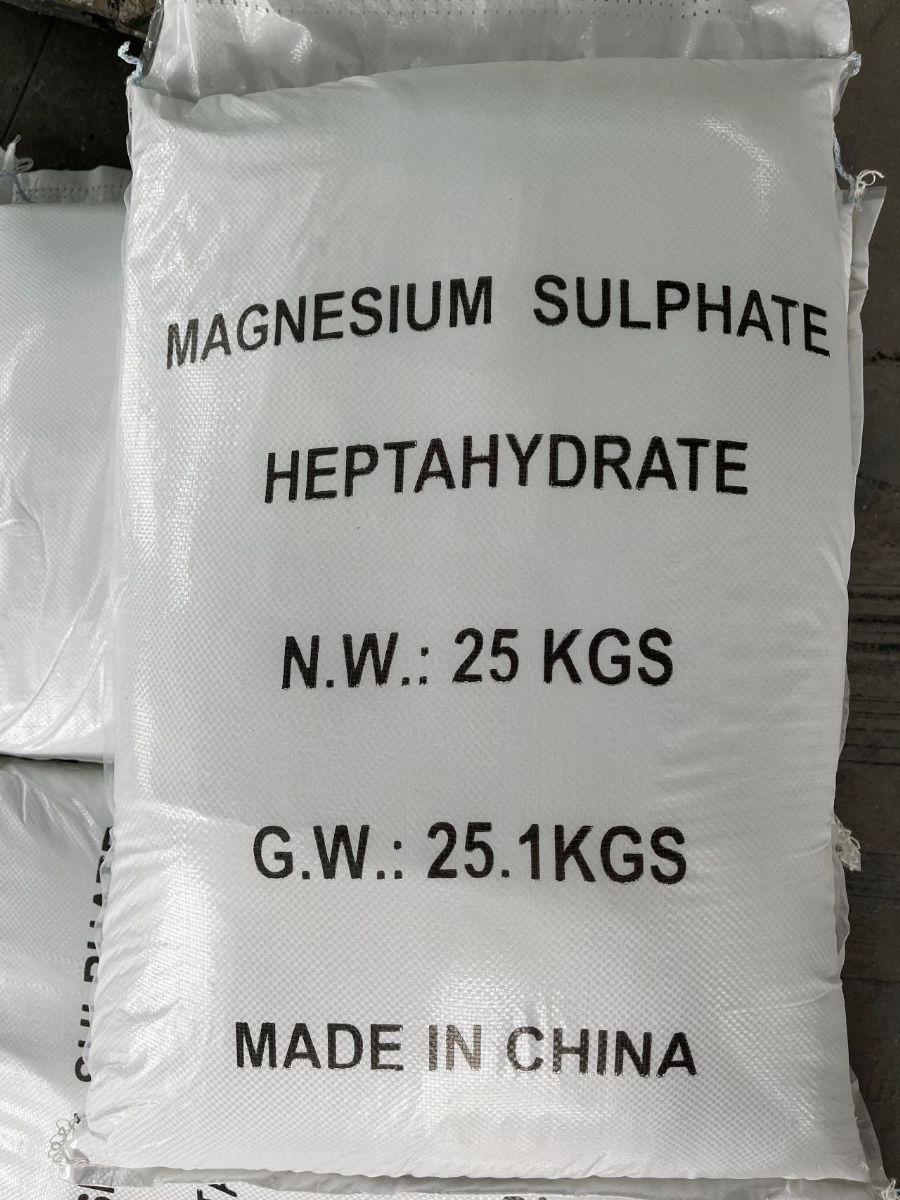 MAGNESIUM SULPHATE
HEPTAHYDRATE
N.W.: 25 KGS
G.W.: 25.1KGS
MADE IN CHINA